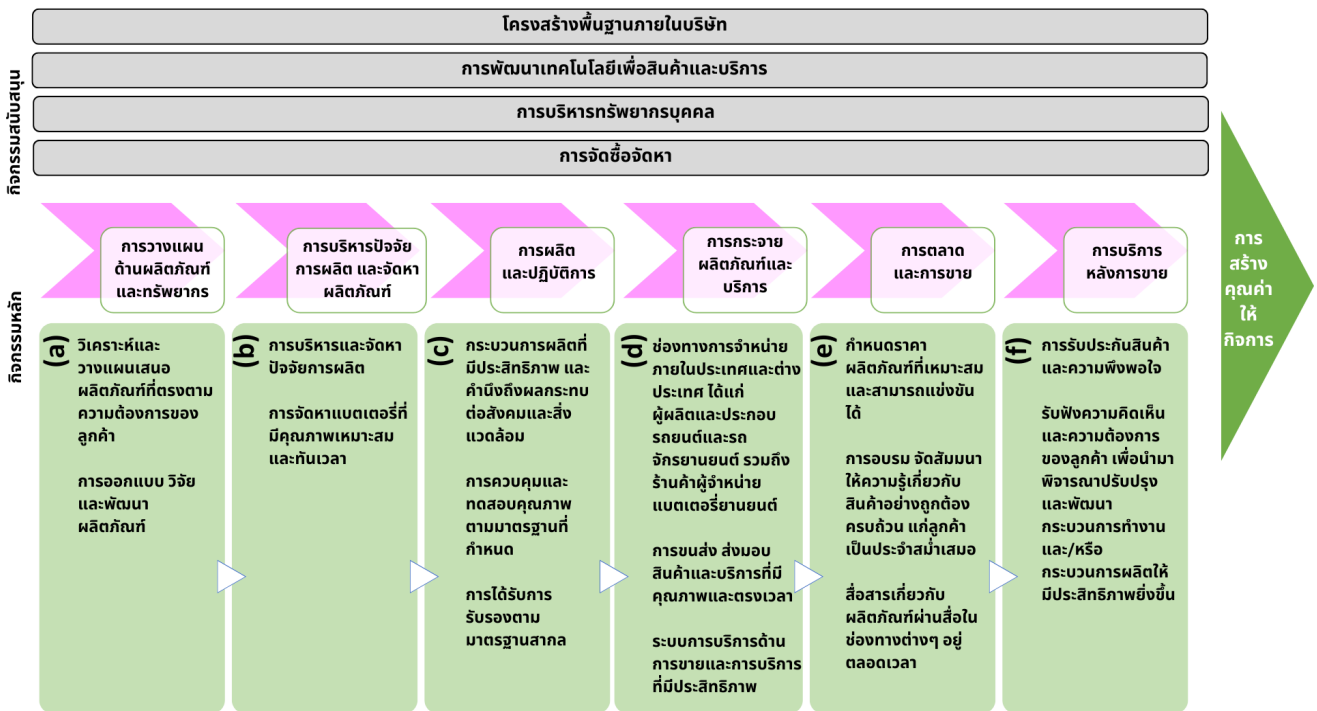 โครงสร้างพื้นฐานภายในบริษัท
การพัฒนาเทคโนโลยีเพื่อสินค้าและบริการ
การบริหารทรัพยากรบุคคล
การจัดซื้อจัดหา
กิจกรรมสนับสนุน
กิจกรรมหลัก
การวางแผน
ด้านผลิตภัณฑ์
และทรัพยากร
การบริหารปัจจัย
การผลิต และจัดหา
ผลิตภัณฑ์
การผลิต
และปฏิบัติการ
การกระจาย
ผลิตภัณฑ์และ
บริการ
การตลาด
และการขาย
การบริการ
หลังการขาย
การ
สร้าง
คุณค่า
ให้
กิจการ
(a)
วิเคราะห์และ
วางแผนเสนอ
ผลิตภัณฑ์ที่ตรงตาม
ความต้องการของ
ลูกค้า
การออกแบบ วิจัย
และพัฒนา
ผลิตภัณฑ์
(b)
การบริหารและจัดหา
ปัจจัยการผลิต
การจัดหาแบตเตอรี่ที่
มีคุณภาพเหมาะสม
และทันเวลา
(c)
กระบวนการผลิตที่
มีประสิทธิภาพ และ
คำนึงถึงผลกระทบ
ต่อสังคมและสิ่ง
แวดล้อม
การควบคุมและ
ทดสอบคุณภาพ
ตามมาตรฐานที่
กำหนด
การได้รับการ
รับรองตาม
มาตรฐานสากล
(d)
ช่องทางการจำหน่าย
ภายในประเทศและต่าง
ประเทศ ได้แก่
ผู้ผลิตและประกอบ
รถยนต์และรถ
จักรยานยนต์ รวมถึง
ร้านค้าผู้จำหน่าย
แบตเตอรี่ยานยนต์
การขนส่ง ส่งมอบ
สินค้าและบริการที่มี
คุณภาพและตรงเวลา
ระบบการบริการด้าน
การขายและการบริการ
ที่มีประสิทธิภาพ
(e)
กำหนดราคา
ผลิตภัณฑ์ที่เหมาะสม
และสามารถแข่งขัน
ได้
การอบรม จัดสัมมนา
ให้ความรู้เกี่ยวกับ
สินค้าอย่างถูกต้อง
ครบถ้วน แก่ลูกค้า
เป็นประจำสม่ำเสมอ
สื่อสารเกี่ยวกับ
ผลิตภัณฑ์ผ่านสื่อใน
ช่องทางต่างๆ อยู่
ตลอดเวลา
(f)
การรับประกันสินค้า
และความพึงพอใจ
รับฟังความคิดเห็น
และความต้องการ
ของลูกค้า เพื่อนำมา
พิจารณาปรับปรุง
และพัฒนา
กระบวนการทำงาน
และ/หรือ
กระบวนการผลิตให้
มีประสิทธิภาพยิ่งขึ้น